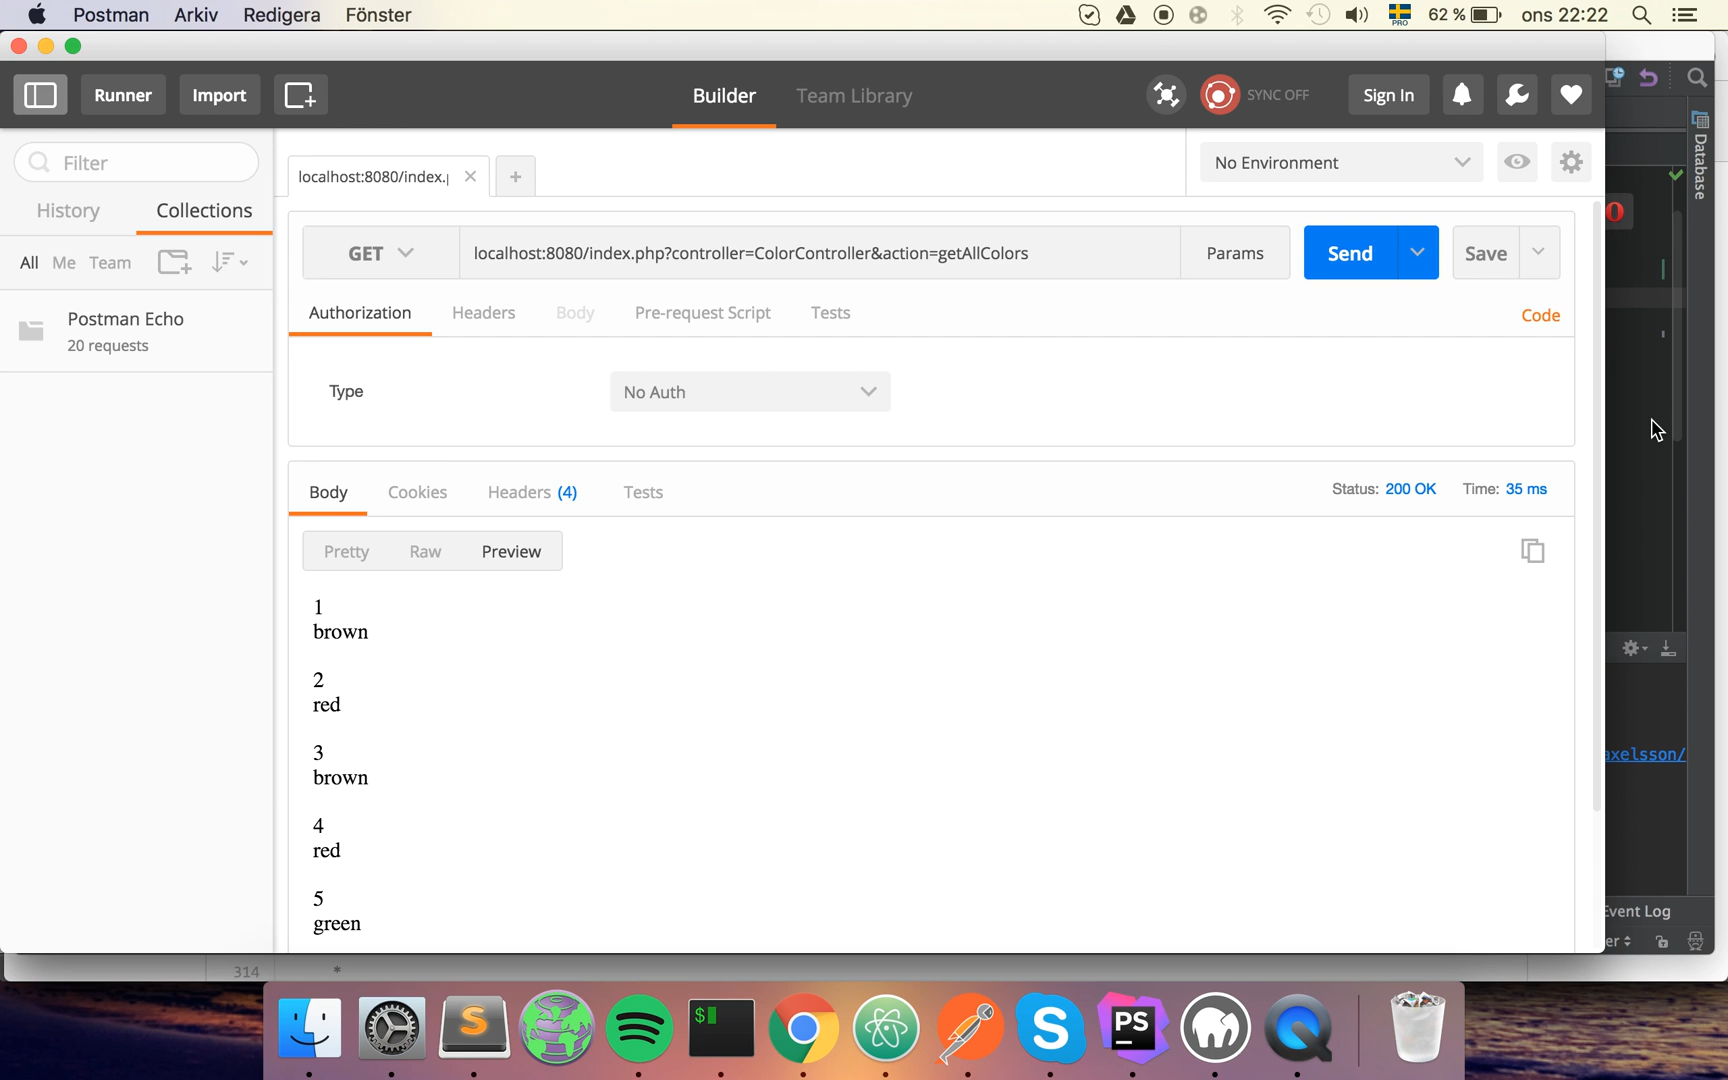 Postman Arkiv Redigera Fönster PRO 62 % ons 22:22
Runner Import Builder Team Library SYNC OFF Sign In
Filter
localhost:8080/index.
No Environment
Database
History Collections
GET localhost:8080/index.php?controller=ColorController&action=getAllColors Params Send Save
All Me Team
Authorization Headers Body Pre-request Script Tests Code
Postman Echo
20 requests
Type No Auth
Body Cookies Headers (4) Tests Status: 200 OK Time: 35 ms
Pretty Raw Preview
1
brown
2
red
3
brown
axelsson/
4
red
5
green
Event Log
er
314 *
S $ S PS